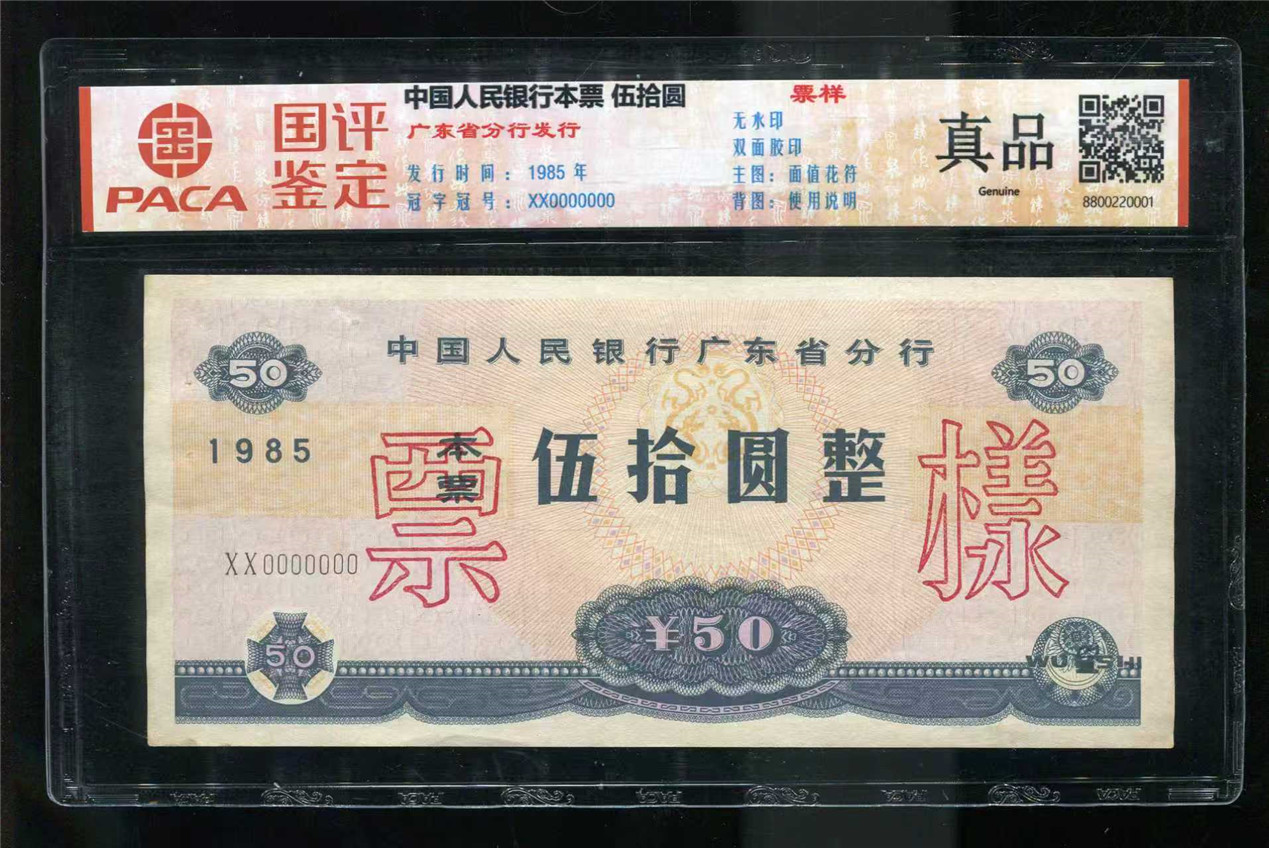 国评
鉴定
PACA
中国人民银行本票 伍拾圆
广东省分行发行
发行时间：1985 年
冠字冠号：XX0000000
票样
无水印
双面胶印
主图：面值花符
背图：使用说明
真品
Genuine
8800220001
中国人民银行广东省分行
50
50
1985
本票
伍拾圆整
票樣
XX0000000
50
¥50